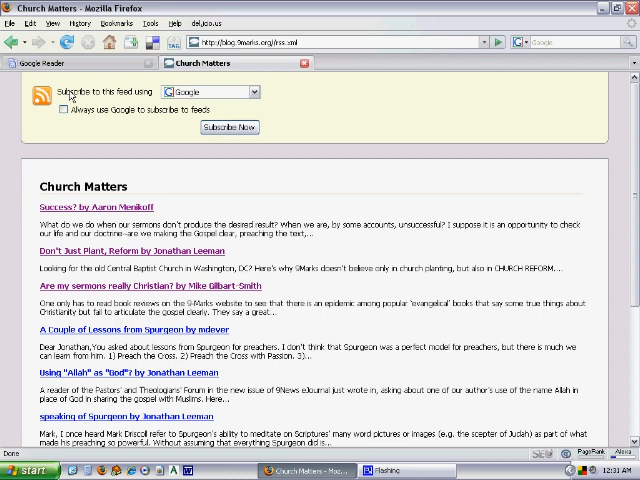 Church Matters - Mozilla Firefox
File Edit View History Bookmarks Tools Help del.icio.us
TAG http://blog.9marks.org//rss.xml Google
Google Reader Church Matters
Subscribe to this feed using Google
Always use Google to subscribe to feeds
Subscribe Now
Church Matters
Success? by Aaron Menikoff
What do we do when our sermons don't produce the desired result? When we are, by some accounts, unsuccessful? I suppose it is an opportunity to check
our life and our doctrine--are we making the Gospel clear, preaching the text,...
Don't Just Plant, Reform by Jonathan Leeman
Looking for the old Central Baptist Church in Washington, DC? Here's why 9Marks doesn't believe only in church planting, but also in CHURCH REFORM....
Are my sermons really Christian? by Mike Gilbart-Smith
One only has to read book reviews on the 9-Marks website to see that there is an epidemic among popular 'evangelical' books that say some true things about
Christianity but fail to articulate the gospel clearly. They say a great...
A Couple of Lessons from Spurgeon by mdever
Dear Jonathan,You asked about lessons from Spurgeon for preachers. I don't think that Spurgeon was a perfect model for preachers, but there is much we
can learn from him. 1) Preach the Cross. 2) Preach the Cross with Passion. 3)...
Using "Allah" as "God"? by Jonathan Leeman
A reader of the Pastors' and Theologians' Forum in the new issue of 9News eJournal just wrote in, asking about one of our author's use of the name Allah in
place of God in sharing the gospel with Muslims. Here...
speaking of Spurgeon by Jonathan Leeman
Mark, I once heard Mark Driscoll refer to Spurgeon's ability to meditate on Scriptures' many word pictures or images (e.g. the scepter of Judah) as part of what
made his preaching so powerful. Without assuming that everything Spurgeon did is...
Done PageRank Alexa
start Church Matters - Moz... Flashing 12:31 AM